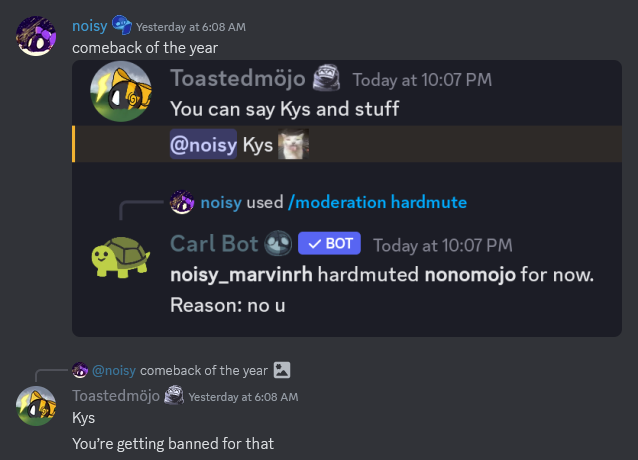 noisy Yesterday at 6:08 AM
comeback of the year
Toastedmöjo Today at 10:07 PM
You can say Kys and stuff
@noisy Kys
noisy used /moderation hardmute
Carl Bot ✓ BOT Today at 10:07 PM
noisy_marvinrh hardmuted nonomojo for now.
Reason: no u
@noisy comeback of the year
Toastedmöjo Yesterday at 6:08 AM
Kys
You're getting banned for that